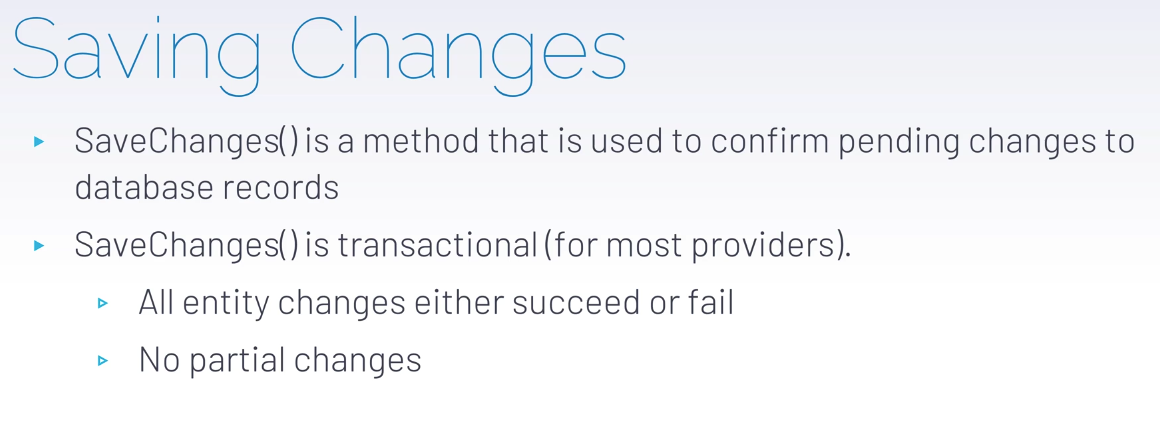 Saving Changes
SaveChanges() is a method that is used to confirm pending changes to
database records
SaveChanges() is transactional (for most providers).
All entity changes either succeed or fail
No partial changes